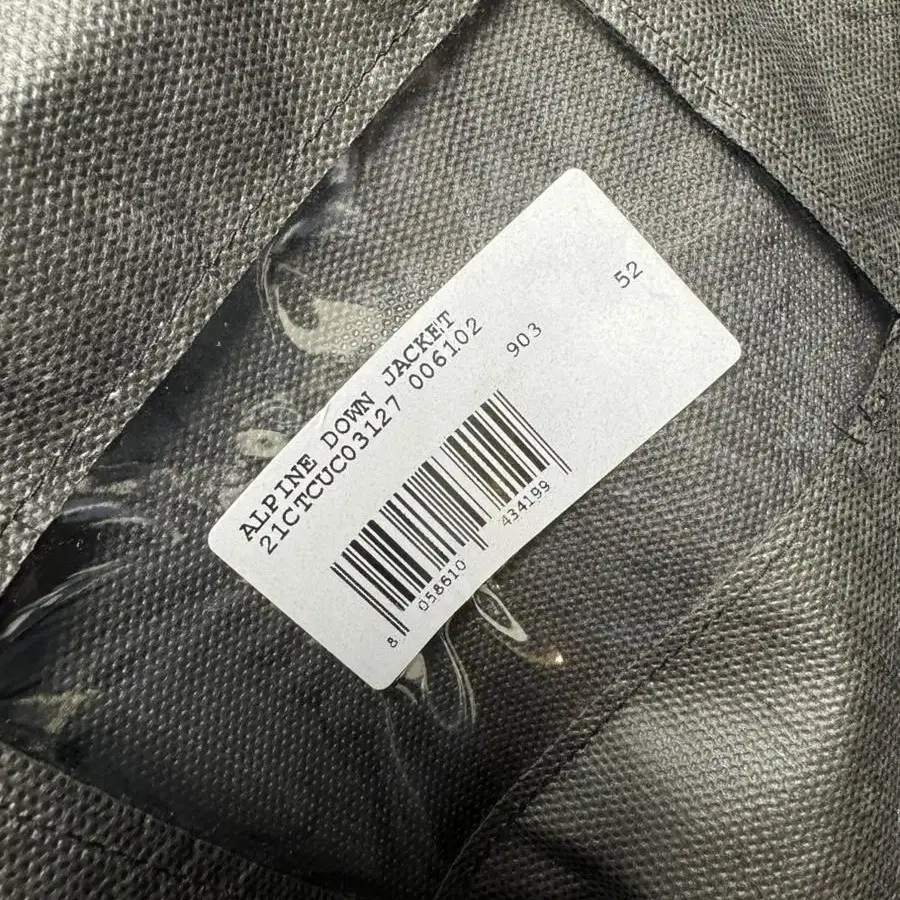 ALPINE DOWN JACKET
21CTCUC03127 006102
903 52
8 058610 434199